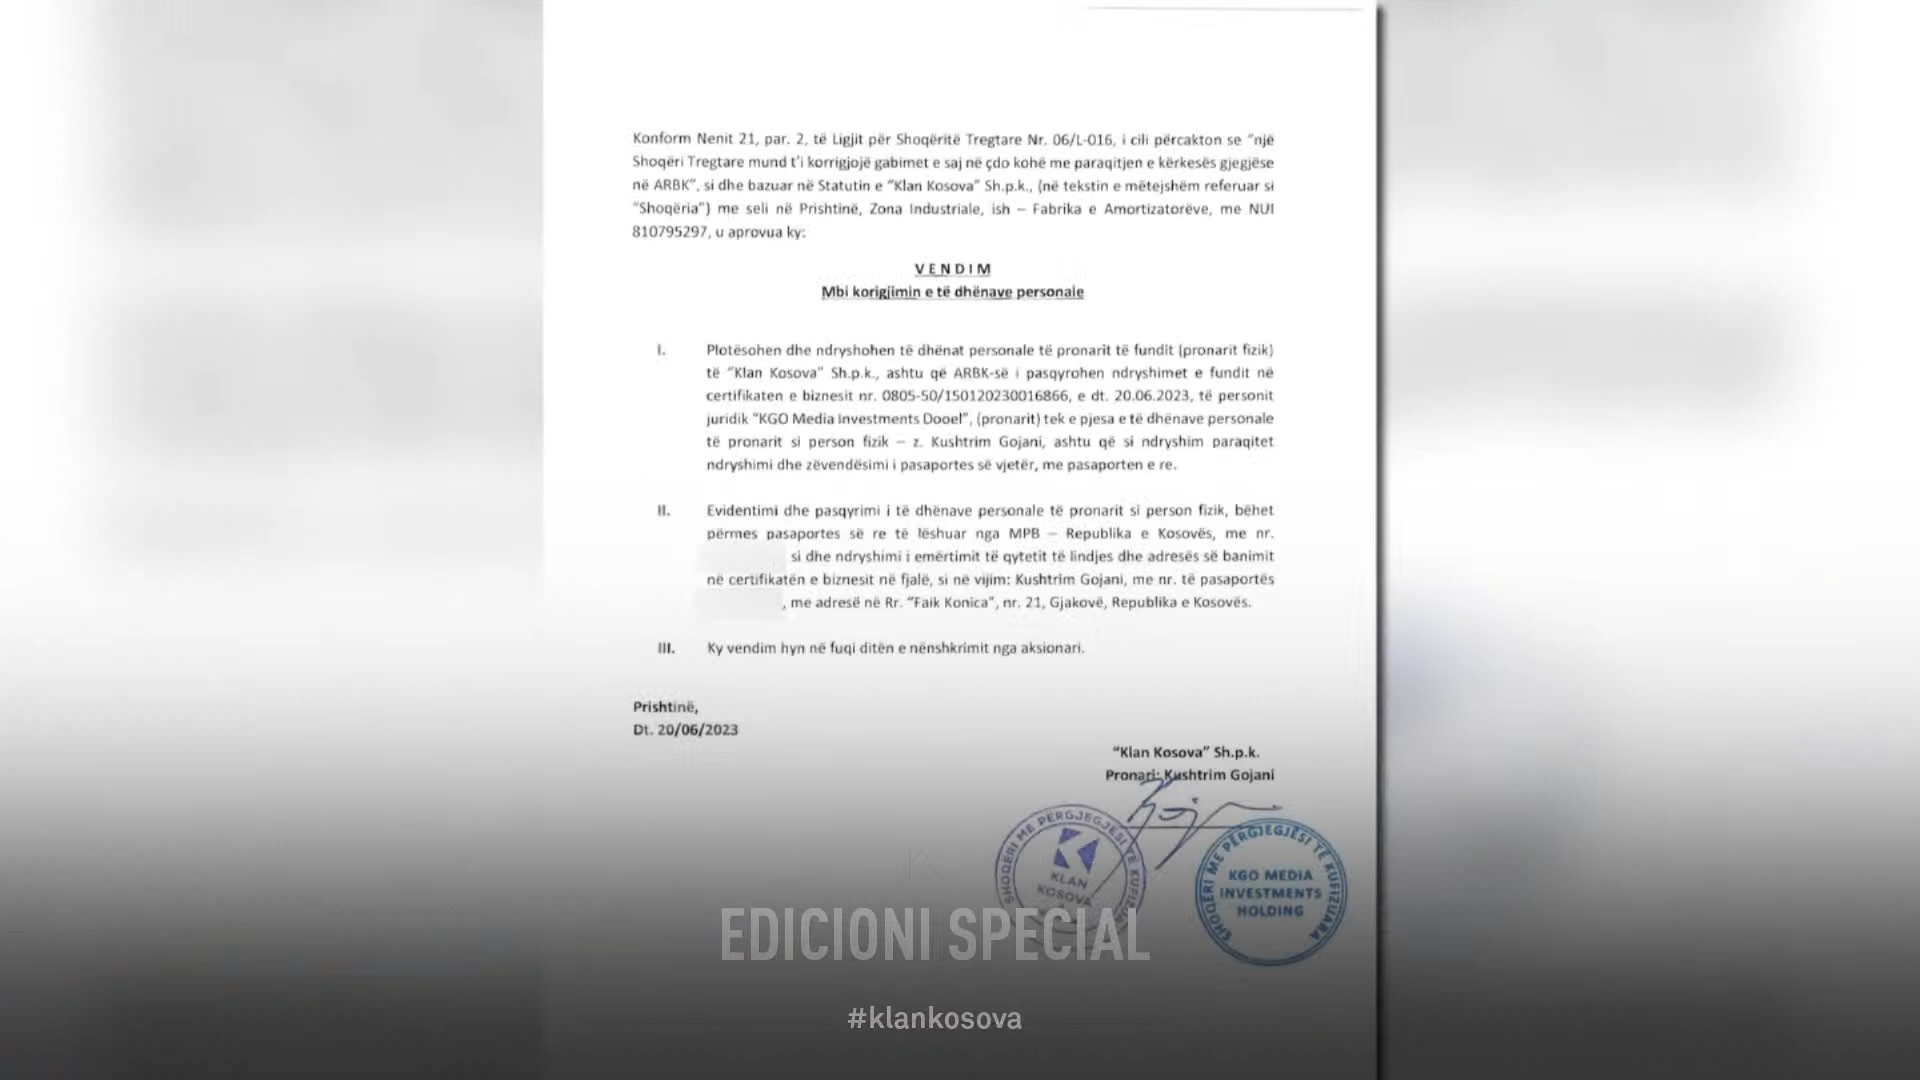 Konform Nenit 21, par. 2, të Ligjit për Shoqëritë Tregtare Nr. 06/L-016, i cili përcakton se “një
Shoqëri Tregtare mund t’i korrigjojë gabimet e saj në çdo kohë me paraqitjen e kërkesës gjegjëse
në ARBK”, si dhe bazuar në Statutin e “Klan Kosova” Sh.p.k., (në tekstin e mëtejshëm referuar si
“Shoqëria”) me seli në Prishtinë, Zona Industriale, ish – Fabrika e Amortizatorëve, me NUI
810795297, u aprovua ky:
V E N D I M
Mbi korigjimin e të dhënave personale
I. Plotësohen dhe ndryshohen të dhënat personale të pronarit të fundit (pronarit fizik)
të “Klan Kosova” Sh.p.k., ashtu që ARBK-së i pasqyrohen ndryshimet e fundit në
certifikaten e biznesit nr. 0805-50/150120230016866, e dt. 20.06.2023, të personit
juridik “KGO Media Investments Dooel”, (pronarit) tek e pjesa e të dhënave personale
të pronarit si person fizik – z. Kushtrim Gojani, ashtu që si ndryshim paraqitet
ndryshimi dhe zëvendësimi i pasaportes së vjetër, me pasaporten e re.
II. Evidentimi dhe pasqyrimi i të dhënave personale të pronarit si person fizik, bëhet
përmes pasaportes së re të lëshuar nga MPB – Republika e Kosovës, me nr.
si dhe ndryshimi i emërtimit të qytetit të lindjes dhe adresës së banimit
në certifikatën e biznesit në fjalë, si në vijim: Kushtrim Gojani, me nr. të pasaportës
, me adresë në Rr. “Faik Konica”, nr. 21, Gjakovë, Republika e Kosovës.
III. Ky vendim hyn në fuqi ditën e nënshkrimit nga aksionari.
Prishtinë,
Dt. 20/06/2023
“Klan Kosova” Sh.p.k.
Pronari: Kushtrim Gojani
SHOQËRI ME PËRGJEGJËSI TË KUFIZUAR
KLAN
KOSOVA
SHOQËRI ME PËRGJEGJËSI TË KUFIZUARA
KGO MEDIA
INVESTMENTS
HOLDING
EDICIONI SPECIAL
#klankosova